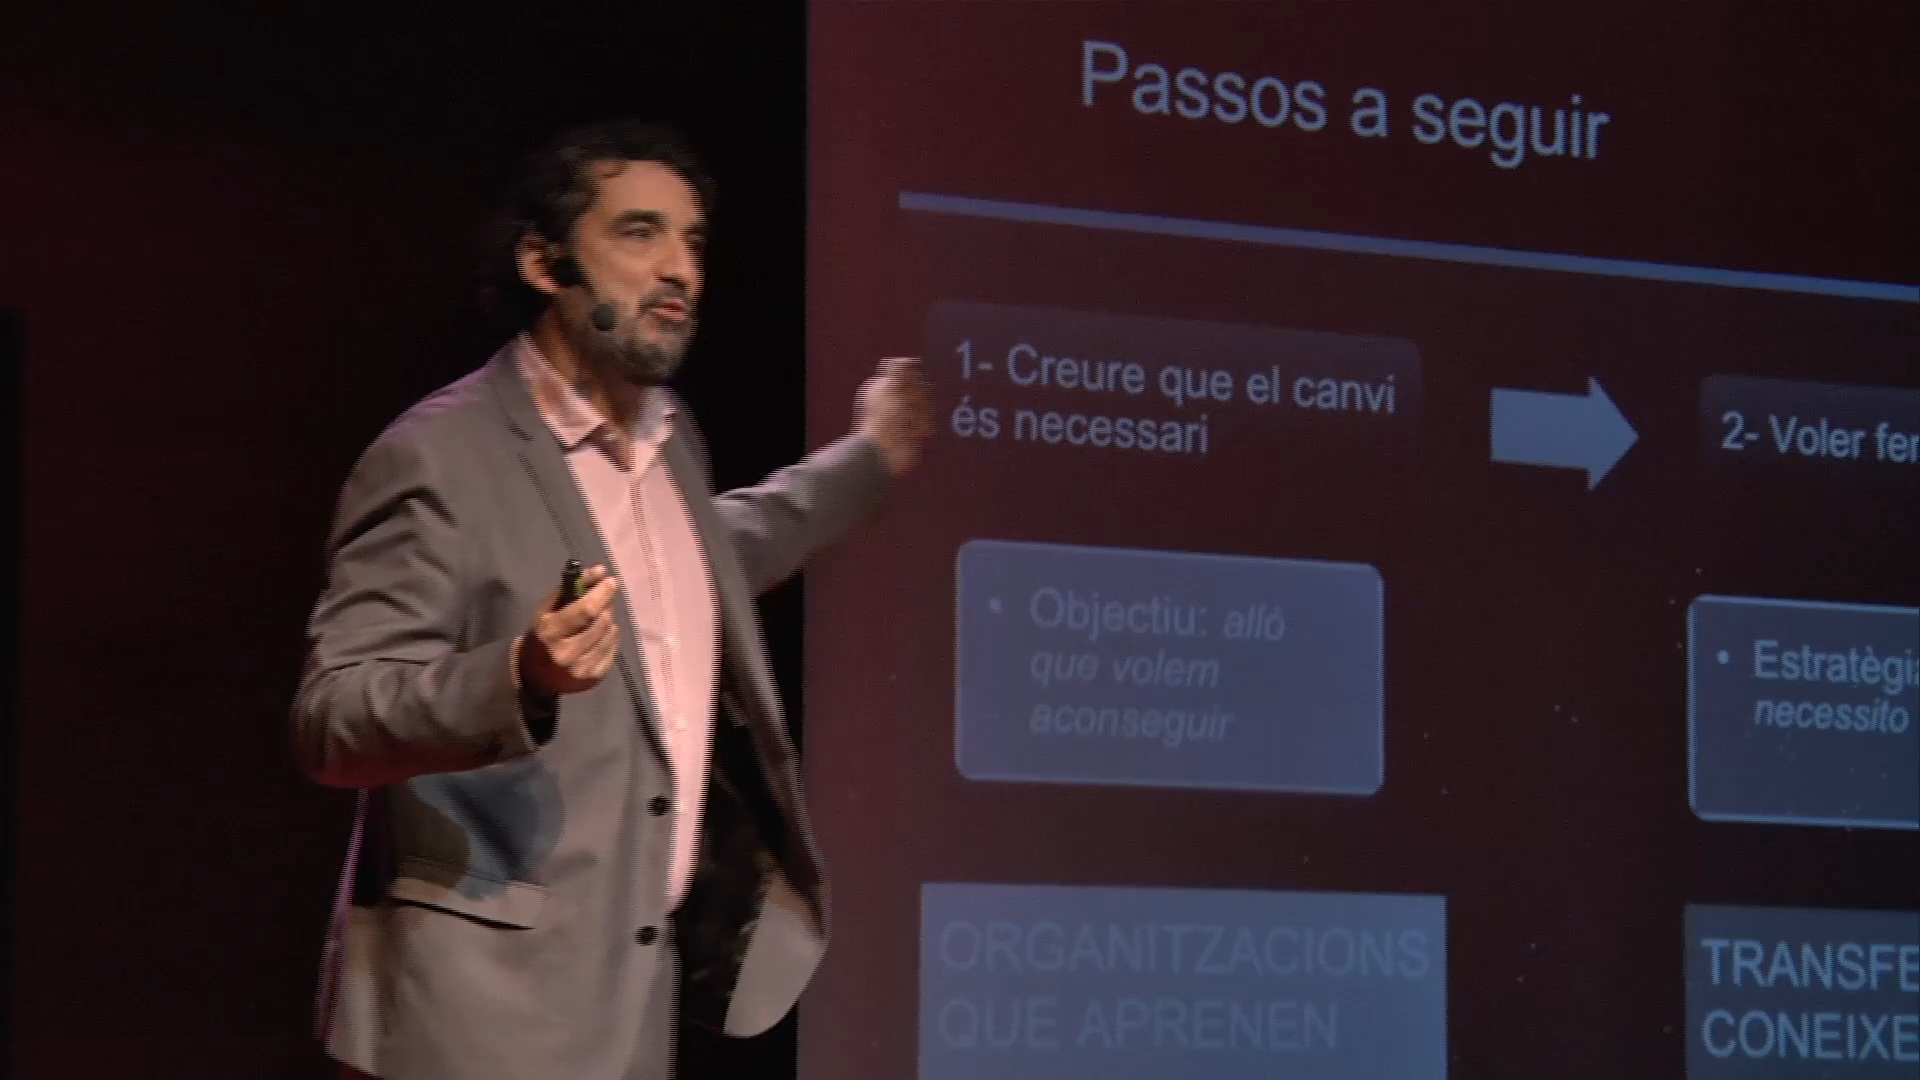 Passos a seguir
1- Creure que el canvi
és necessari
• Objectiu: allò
que volem
aconseguir
ORGANITZACIONS
QUE APRENEN
2- Voler fer
• Estratègi
necessito
TRANSFE
CONEIXE